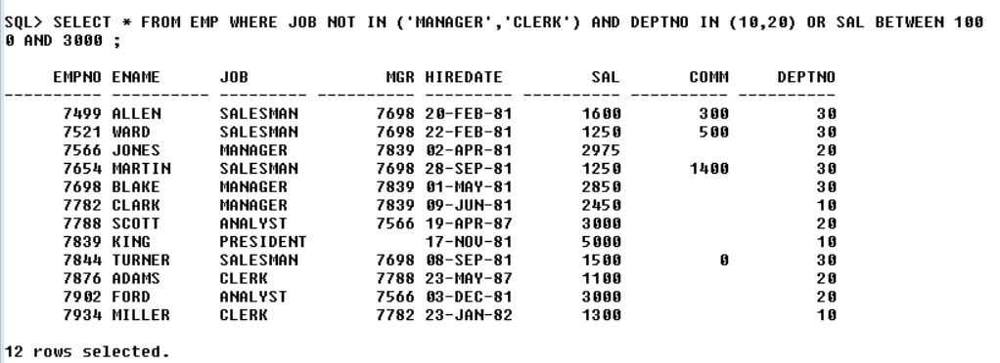 SQL> SELECT * FROM EMP WHERE JOB NOT IN ('MANAGER','CLERK') AND DEPTNO IN (10,20) OR SAL BETWEEN 100
0 AND 3000 ;
     EMPNO ENAME      JOB              MGR HIREDATE         SAL       COMM     DEPTNO
---------- ---------- --------- ---------- --------- ---------- ---------- ----------
      7499 ALLEN      SALESMAN        7698 20-FEB-81       1600        300         30
      7521 WARD       SALESMAN        7698 22-FEB-81       1250        500         30
      7566 JONES      MANAGER         7839 02-APR-81       2975                    20
      7654 MARTIN     SALESMAN        7698 28-SEP-81       1250       1400         30
      7698 BLAKE      MANAGER         7839 01-MAY-81       2850                    30
      7782 CLARK      MANAGER         7839 09-JUN-81       2450                    10
      7788 SCOTT      ANALYST         7566 19-APR-87       3000                    20
      7839 KING       PRESIDENT            17-NOV-81       5000                    10
      7844 TURNER     SALESMAN        7698 08-SEP-81       1500          0         30
      7876 ADAMS      CLERK           7788 23-MAY-87       1100                    20
      7902 FORD       ANALYST         7566 03-DEC-81       3000                    20
      7934 MILLER     CLERK           7782 23-JAN-82       1300                    10
12 rows selected.